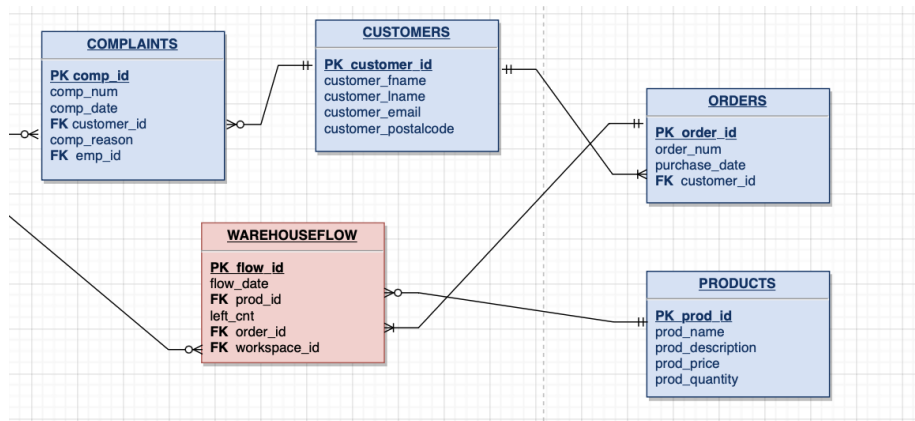 COMPLAINTS
PK comp_id
comp_num
comp_date
FK customer_id
comp_reason
FK emp_id
CUSTOMERS
PK customer_id
customer_fname
customer_lname
customer_email
customer_postalcode
ORDERS
PK order_id
order_num
purchase_date
FK customer_id
WAREHOUSEFLOW
PK flow_id
flow_date
FK prod_id
left_cnt
FK order_id
FK workspace_id
PRODUCTS
PK prod_id
prod_name
prod_description
prod_price
prod_quantity